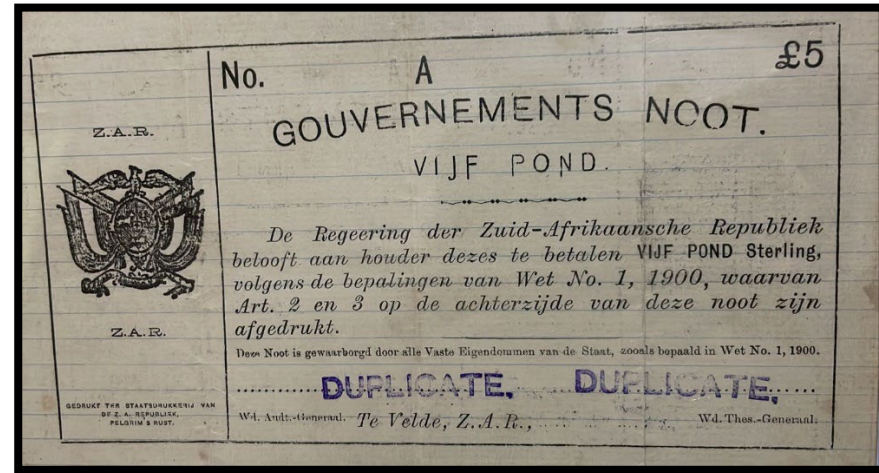 Z.A.R.
Z.A.R.
GEDRUKT TER STAATSDRUKKERIJ VAN
DE Z. A. REPUBLIEK,
PELGRIM'S RUST.
No. A £5
GOUVERNEMENTS NOOT.
VIJF POND.
De Regeering der Zuid-Afrikaansche Republiek
belooft aan houder dezes te betalen VIJF POND Sterling,
volgens de bepalingen van Wet No. 1, 1900, waarvan
Art. 2 en 3 op de achterzijde van deze noot zijn
afgedrukt.
Deze Noot is gewaarborgd door alle Vaste Eigendommen van de Staat, zooals bepaald in Wet No. 1, 1900.
DUPLICATE. DUPLICATE.
Wd. Audt.-Generaal. Te Velde, Z.A.R., Wd. Thes.-Generaal.